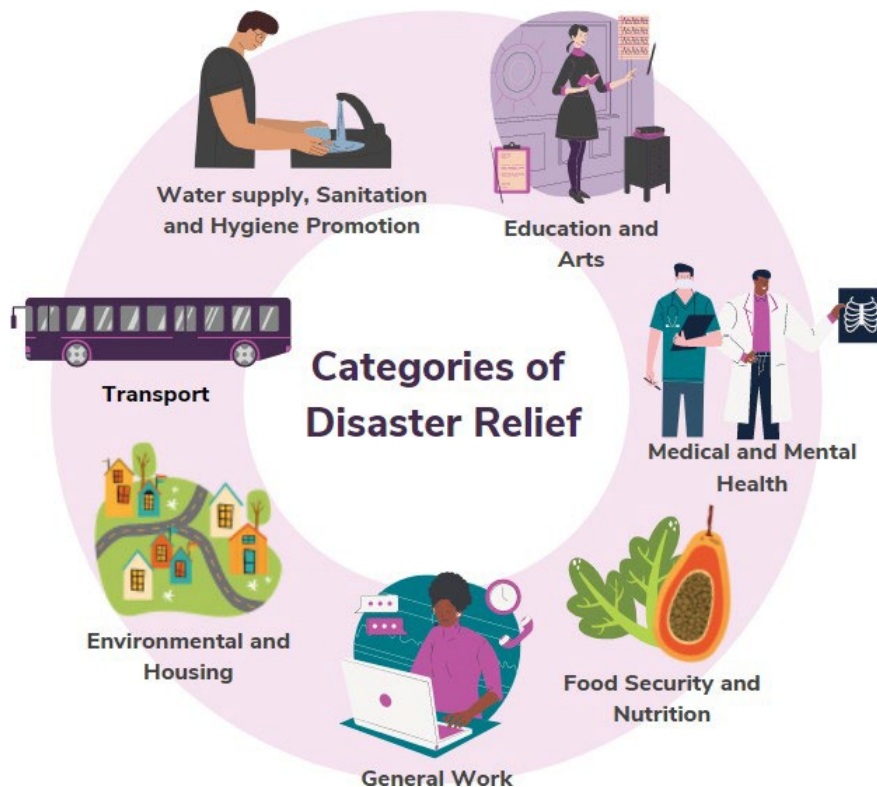 Categories of
Disaster Relief
Water supply, Sanitation
and Hygiene Promotion
Education and
Arts
Medical and Mental
Health
Food Security and
Nutrition
General Work
Environmental and
Housing
Transport